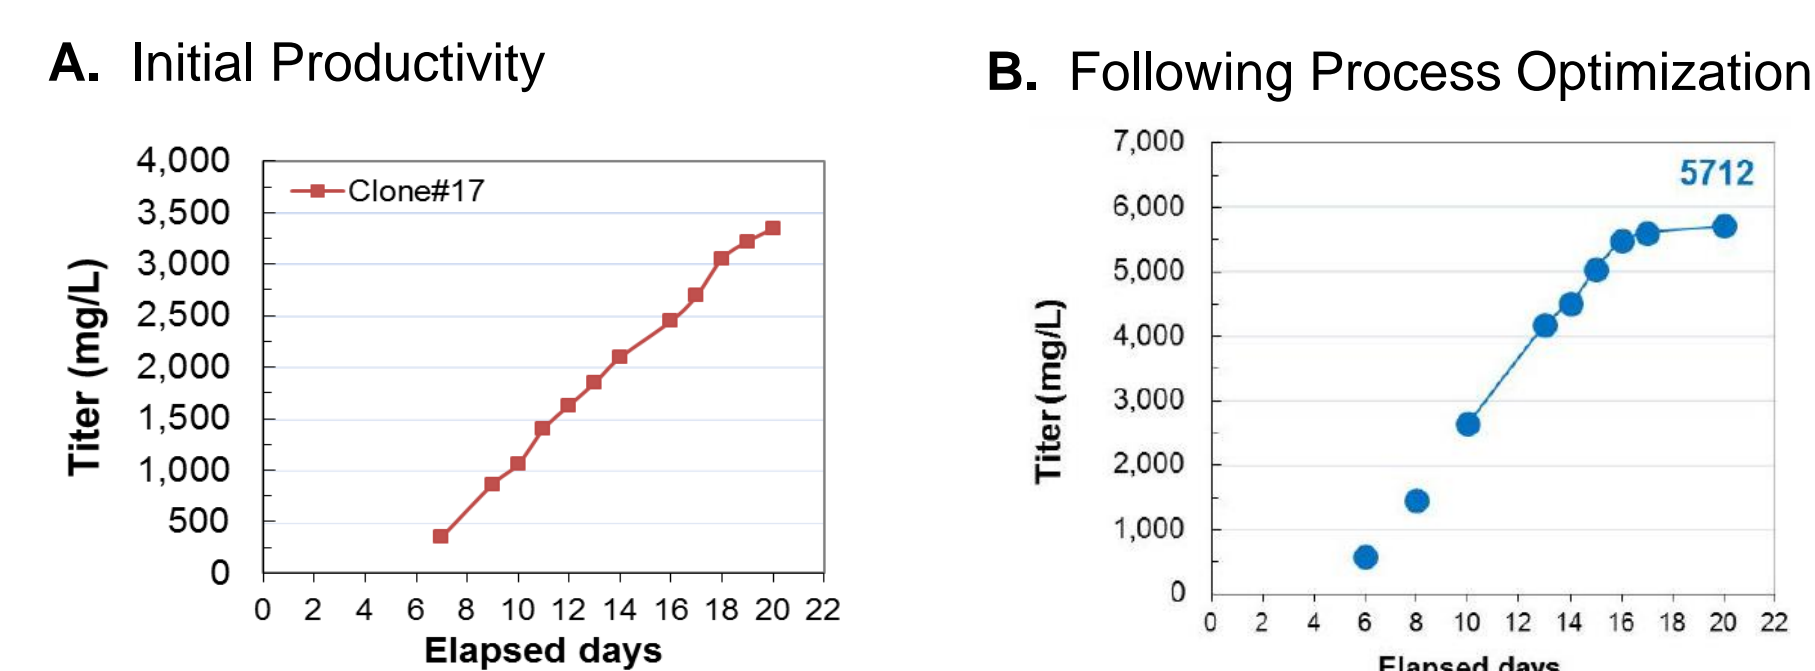 A. Initial Productivity
4,000
3,500
3,000
2,500
2,000
1,500
1,000
500
0
Clone#17
Titer (mg/L)
0 2 4 6 8 10 12 14 16 18 20 22
Elapsed days
B. Following Process Optimization
7,000
6,000
5,000
4,000
3,000
2,000
1,000
0
5712
Titer (mg/L)
0 2 4 6 8 10 12 14 16 18 20 22
Elapsed days